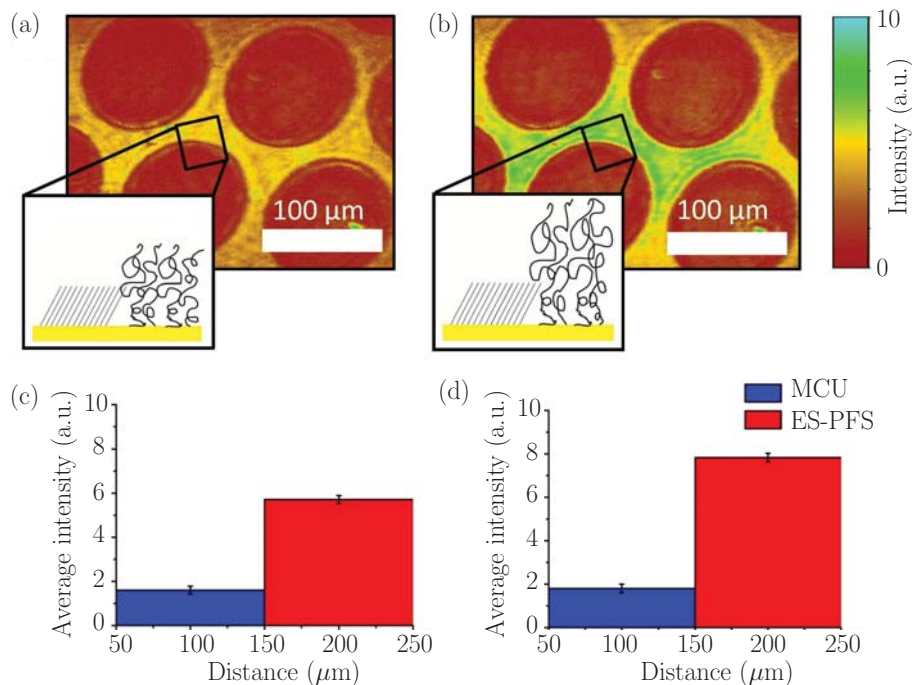 (a)
100 μm
(b)
100 μm
10
Intensity (a.u.)
0
(c)
10
8
6
4
2
0
Average intensity (a.u.)
50 100 150 200 250
Distance (μm)
(d)
MCU
ES-PFS
10
8
6
4
2
0
Average intensity (a.u.)
50 100 150 200 250
Distance (μm)